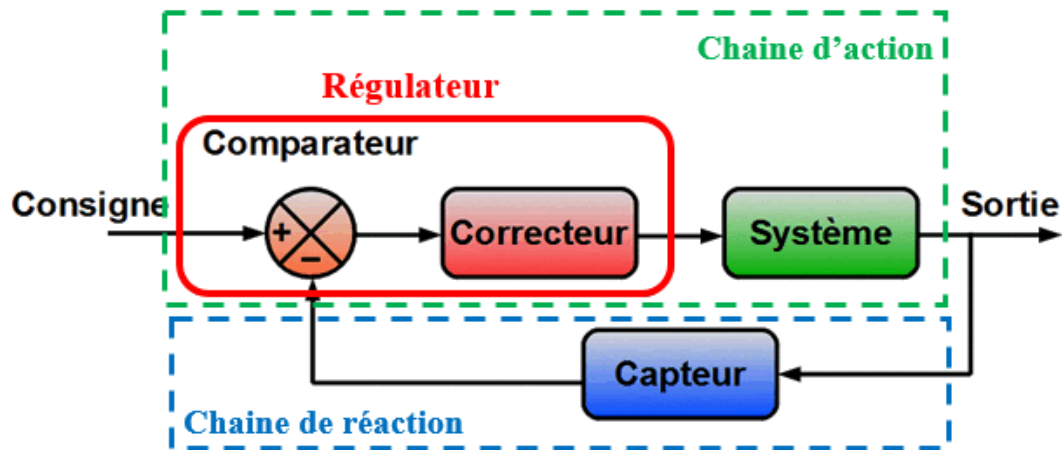 Chaine d’action
Régulateur
Comparateur
Consigne
+
−
Correcteur
Système
Sortie
Capteur
Chaine de réaction